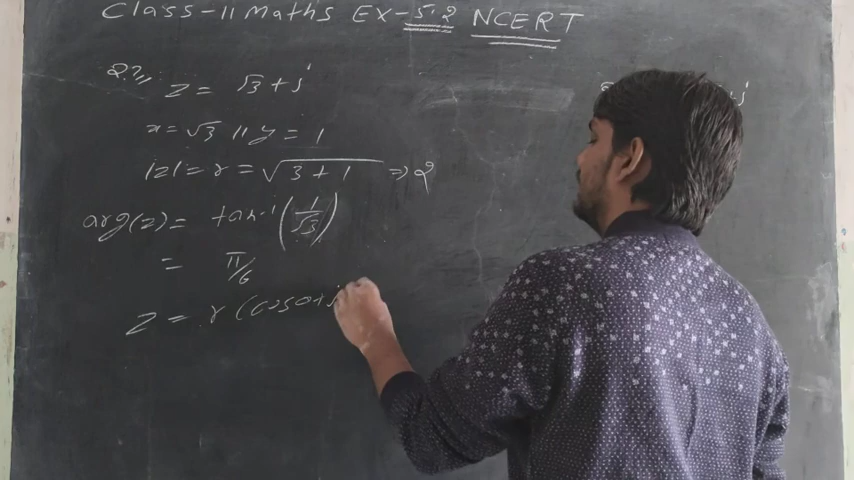 Class-11 Maths Ex-5.2 NCERT
Z = √3 + i
x = √3 || y = 1
|z| = r = √3+1 => 2
arg(z) = tan-1 (1/√3)
= π/6
Z = r (cosθ + i